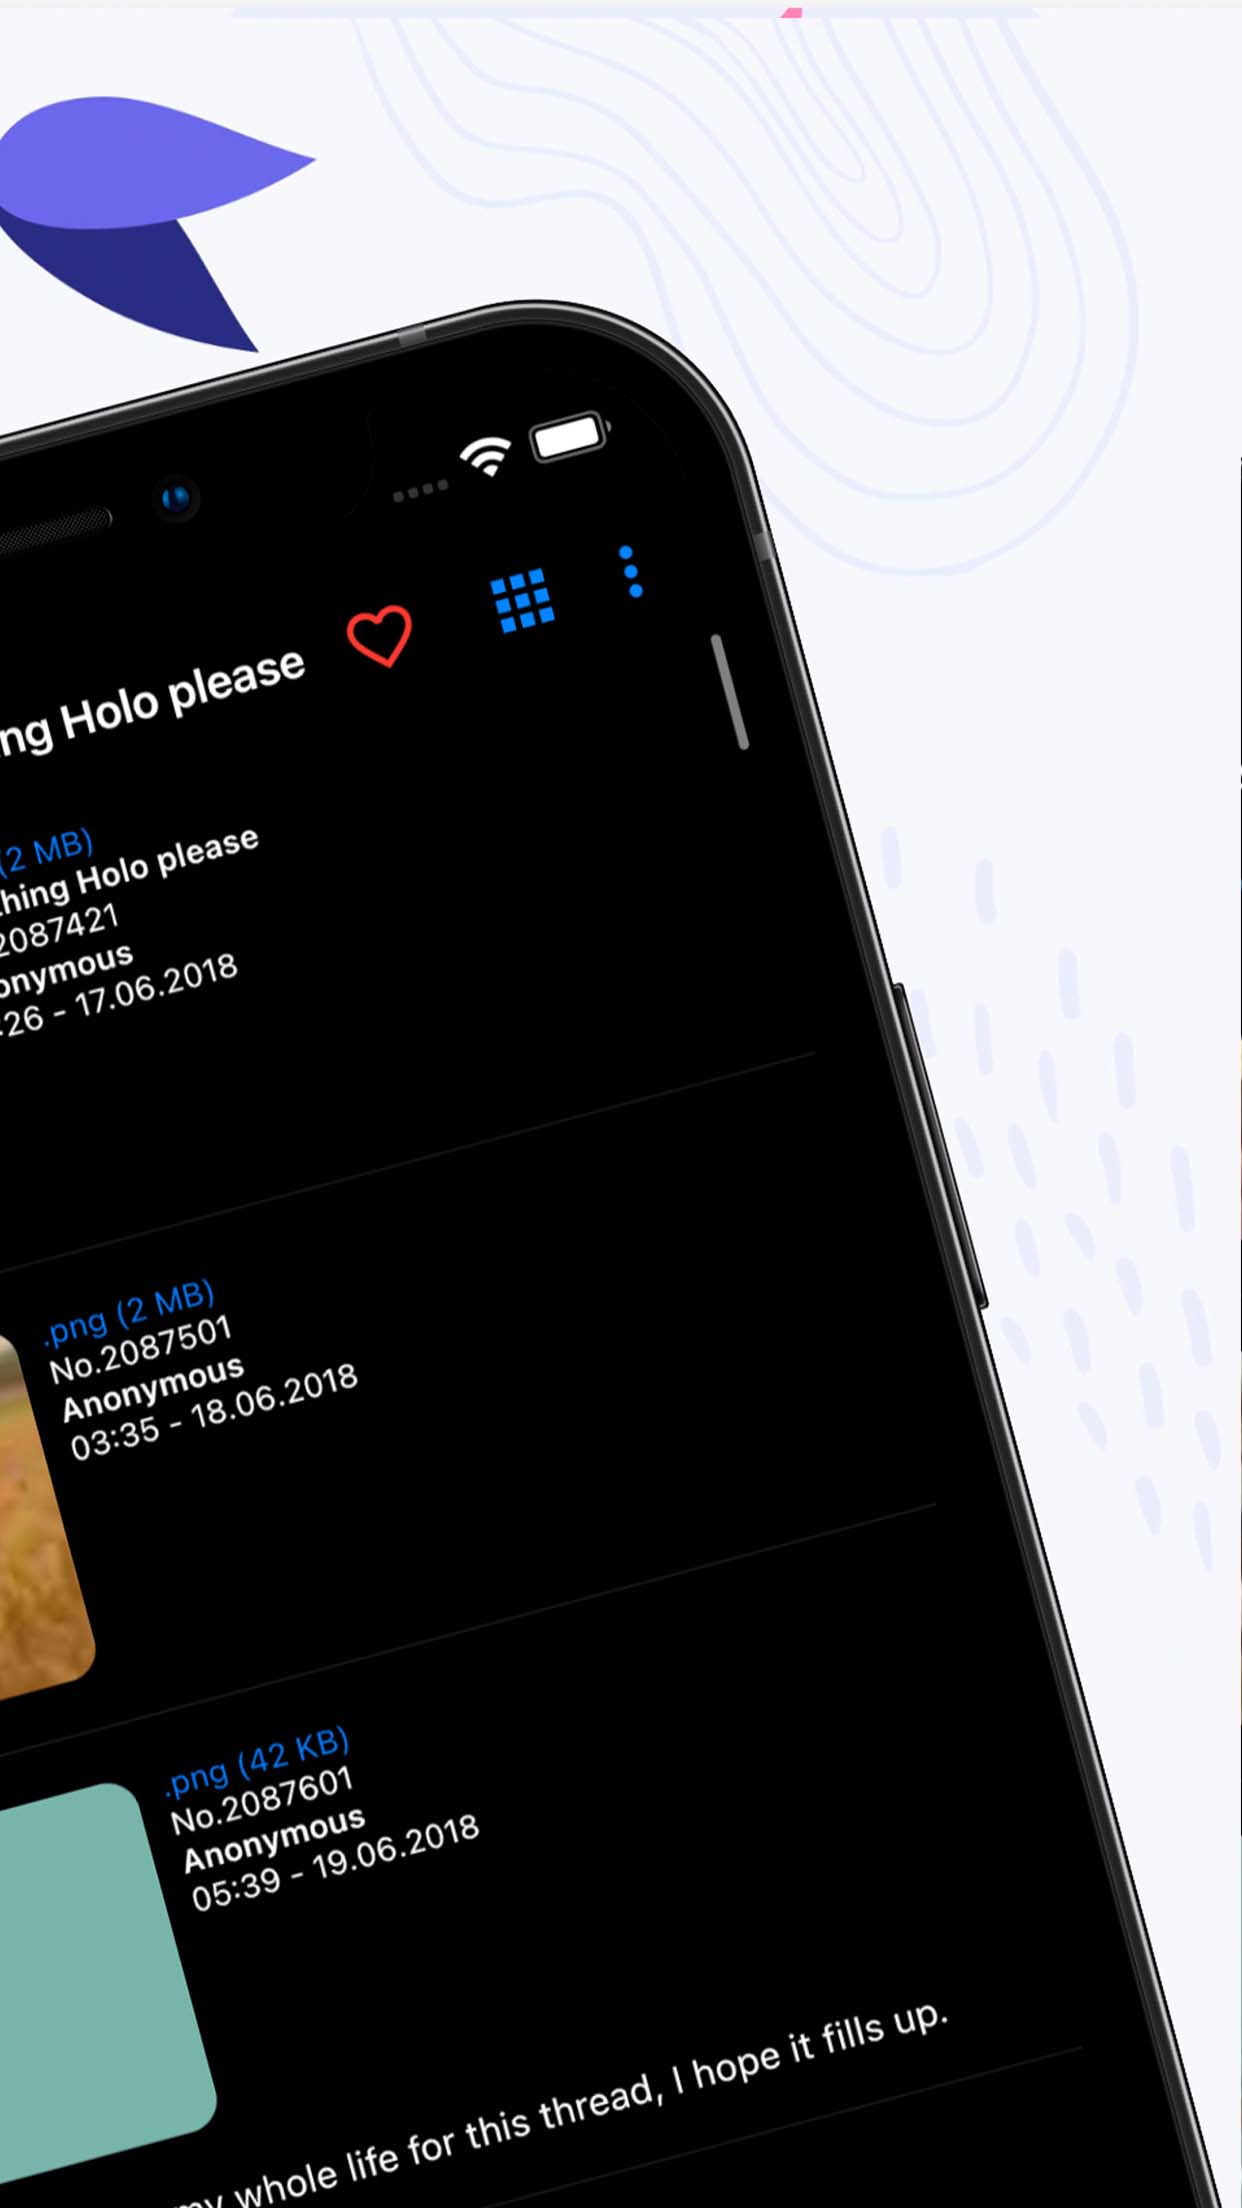 ng Holo please
(2 MB)
hing Holo please
2087421
onymous
:26 - 17.06.2018
.png (2 MB)
No.2087501
Anonymous
03:35 - 18.06.2018
.png (42 KB)
No.2087601
Anonymous
05:39 - 19.06.2018
my whole life for this thread, I hope it fills up.